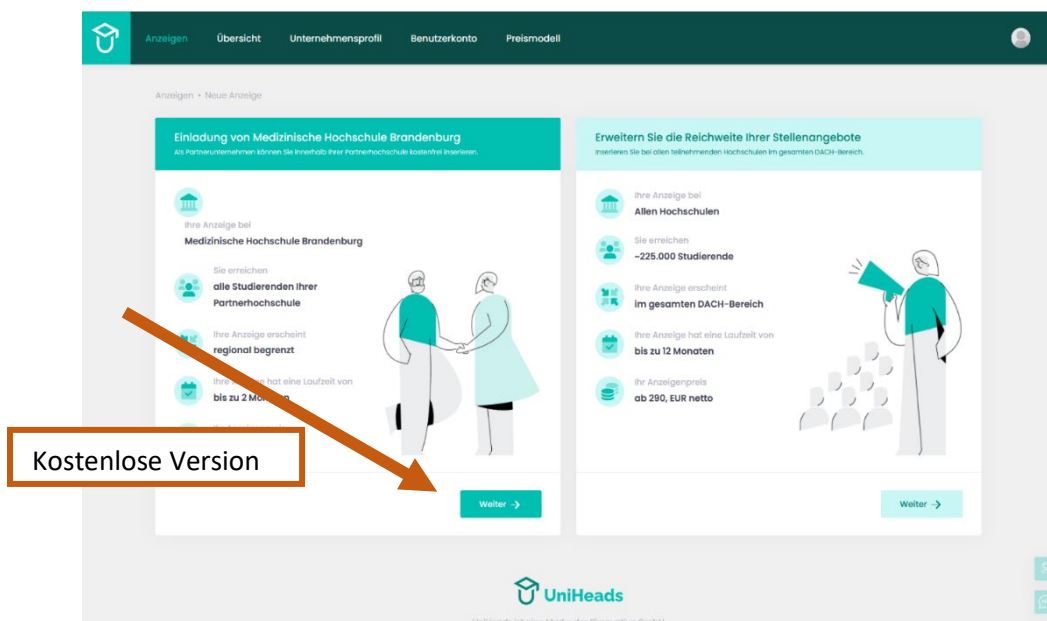 Anzeigen Übersicht Unternehmensprofil Benutzerkonto Preismodell
Anzeigen • Neue Anzeige
Einladung von Medizinische Hochschule Brandenburg
Als Partnerunternehmen können Sie innerhalb Ihrer Partnerhochschule kostenfrei inserieren.
Ihre Anzeige bei
Medizinische Hochschule Brandenburg
Sie erreichen
alle Studierenden Ihrer
Partnerhochschule
Ihre Anzeige erscheint
regional begrenzt
Ihre Anzeige hat eine Laufzeit von
bis zu 2 Monaten
Kostenlose Version
Weiter →
Erweitern Sie die Reichweite Ihrer Stellenangebote
Inserieren Sie bei allen teilnehmenden Hochschulen im gesamten DACH-Bereich.
Ihre Anzeige bei
Allen Hochschulen
Sie erreichen
~225.000 Studierende
Ihre Anzeige erscheint
im gesamten DACH-Bereich
Ihre Anzeige hat eine Laufzeit von
bis zu 12 Monaten
Ihr Anzeigenpreis
ab 290, EUR netto
Weiter →
UniHeads